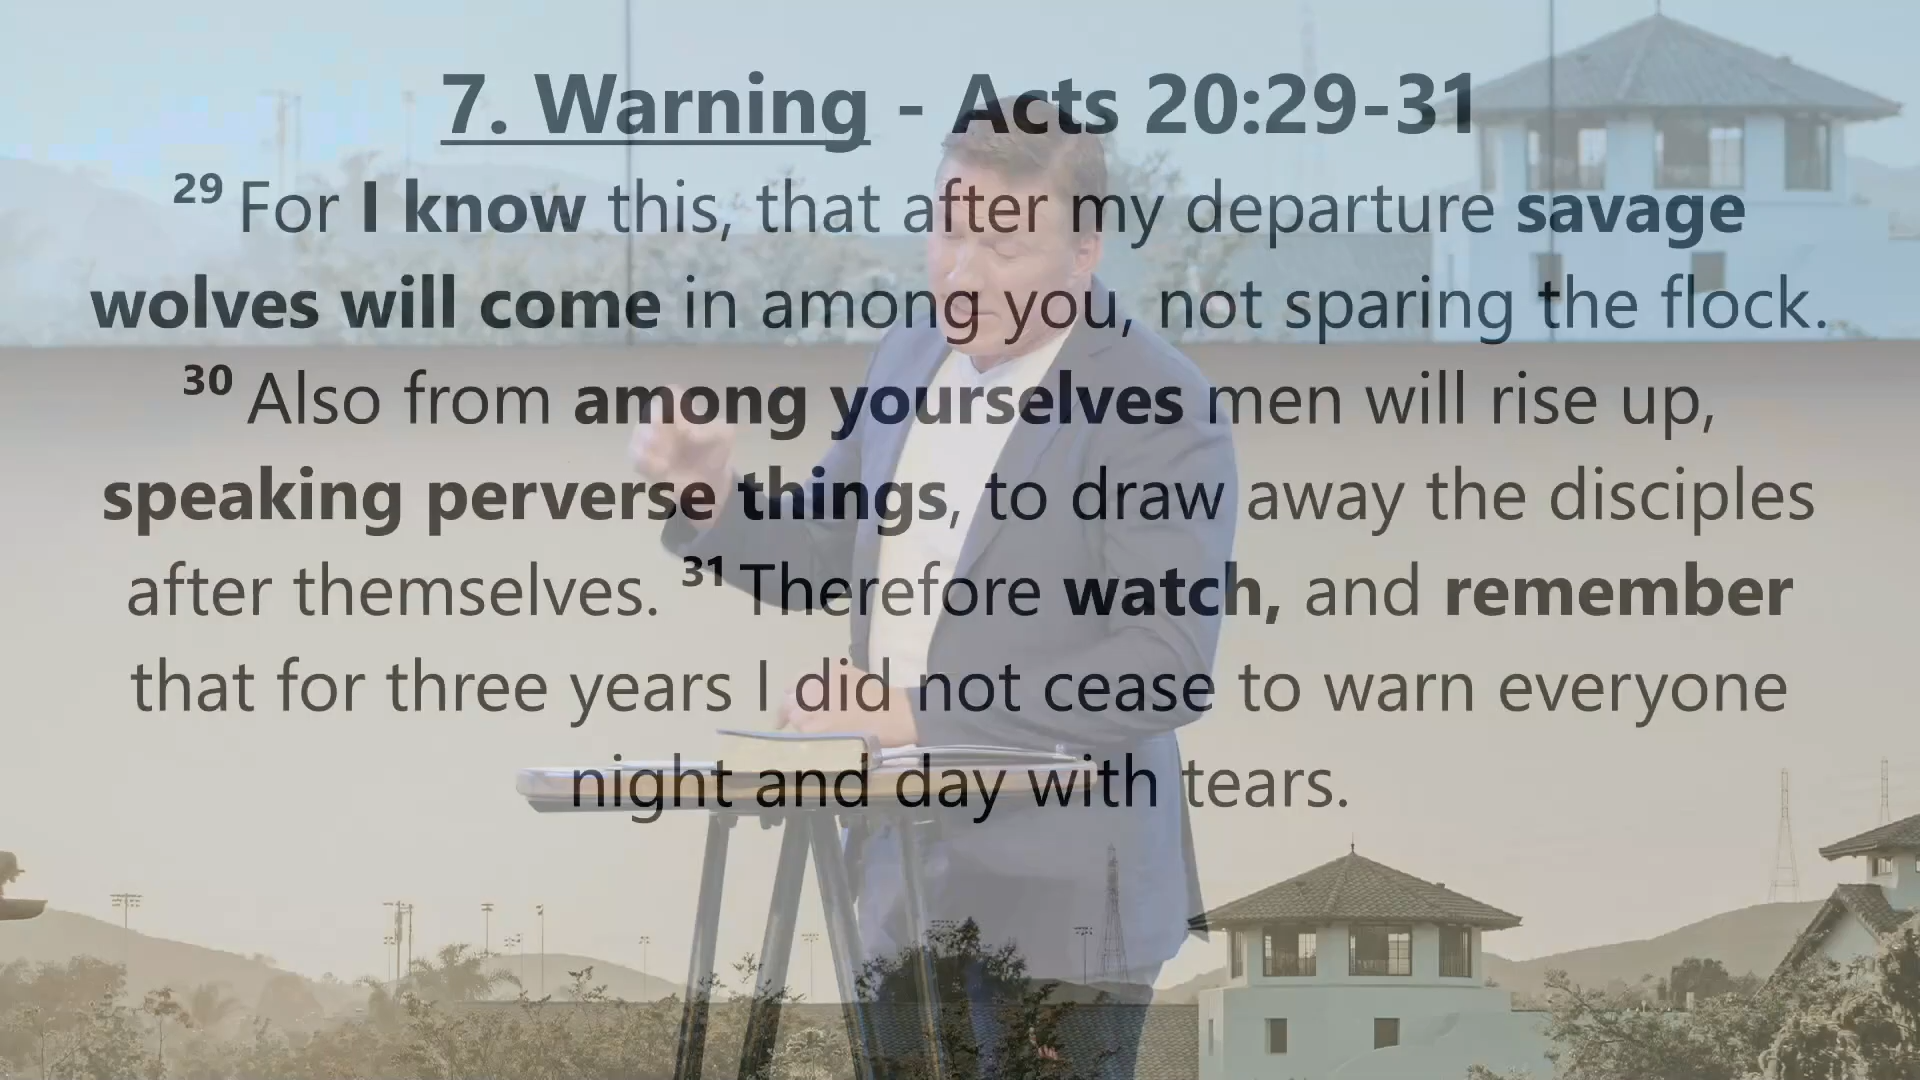 7. Warning - Acts 20:29-31
29 For I know this, that after my departure savage
wolves will come in among you, not sparing the flock.
30 Also from among yourselves men will rise up,
speaking perverse things, to draw away the disciples
after themselves. 31 Therefore watch, and remember
that for three years I did not cease to warn everyone
night and day with tears.